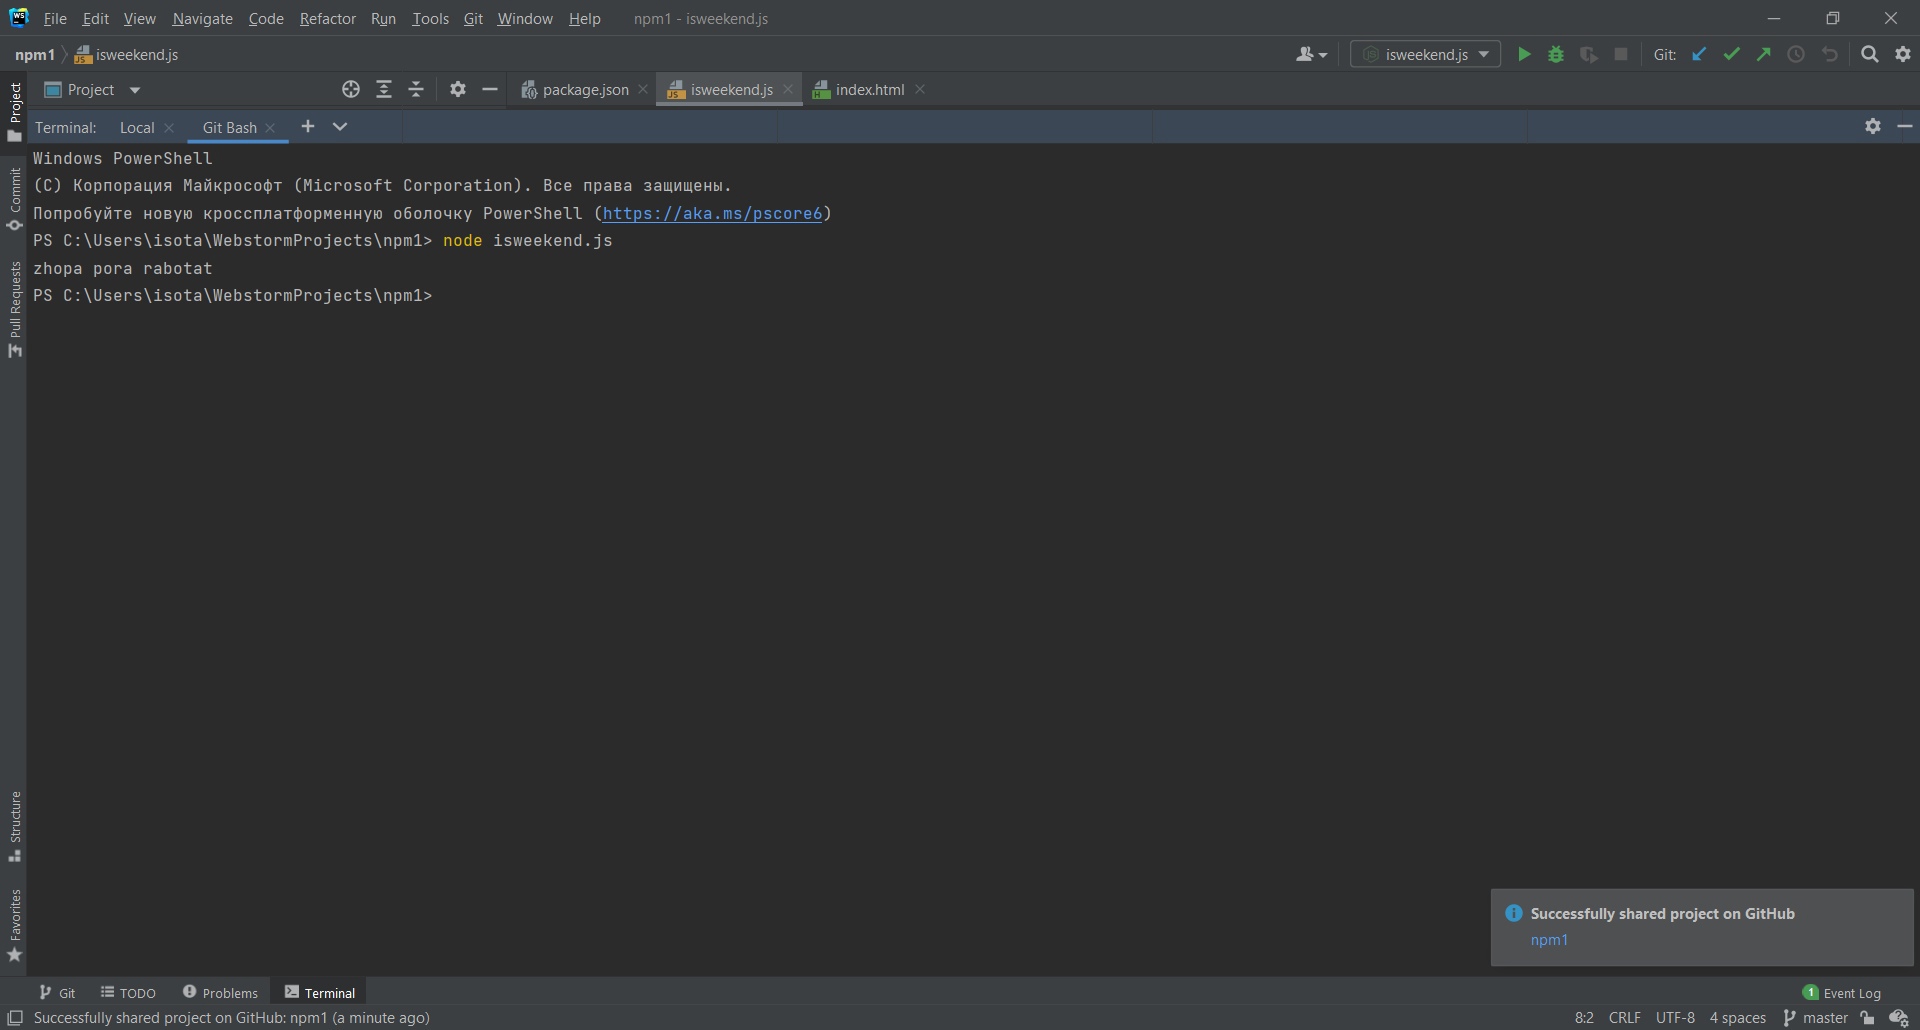 File Edit View Navigate Code Refactor Run Tools Git Window Help npm1 - isweekend.js
npm1 isweekend.js isweekend.js Git:
Project package.json isweekend.js index.html
Terminal: Local Git Bash
Windows PowerShell
(C) Корпорация Майкрософт (Microsoft Corporation). Все права защищены.
Попробуйте новую кроссплатформенную оболочку PowerShell (https://aka.ms/pscore6)
PS C:\Users\isota\WebstormProjects\npm1> node isweekend.js
zhopa pora rabotat
PS C:\Users\isota\WebstormProjects\npm1>
Project
Commit
Pull Requests
Structure
Favorites
Successfully shared project on GitHub
npm1
Git TODO Problems Terminal 1 Event Log
Successfully shared project on GitHub: npm1 (a minute ago) 8:2 CRLF UTF-8 4 spaces master